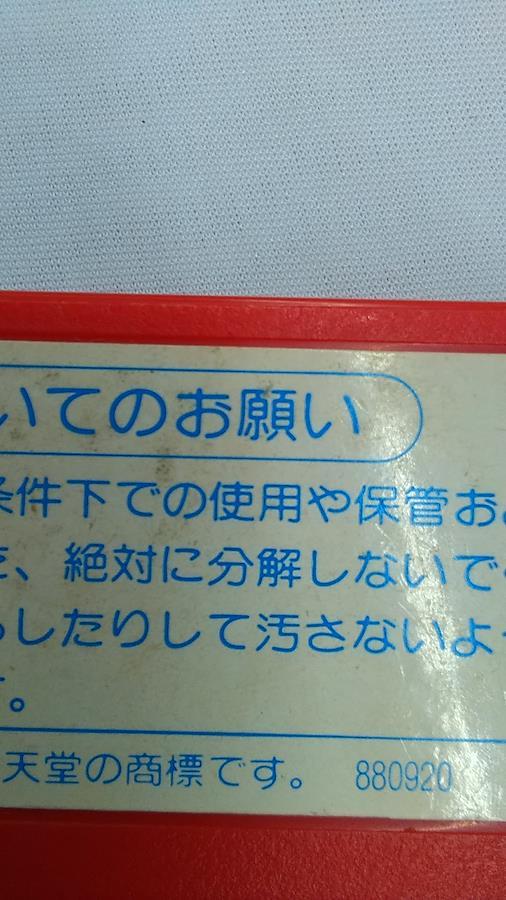 いてのお願い
条件下での使用や保管お
、絶対に分解しないで
したりして汚さないよ
。
天堂の商標です。 880920